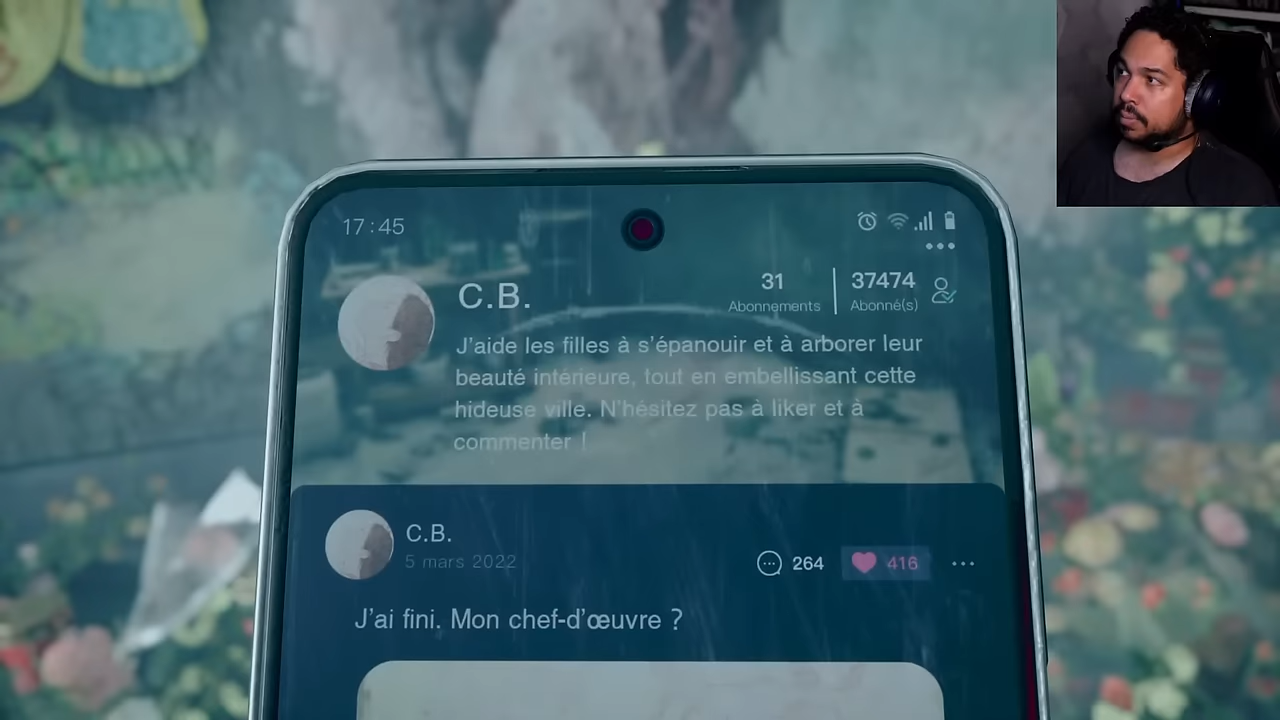 17:45
C.B.
31
Abonnements
37474
Abonné(s)
J'aide les filles à s'épanouir et à arborer leur
beauté intérieure, tout en embellissant cette
hideuse ville. N'hésitez pas à liker et à
commenter !
C.B.
5 mars 2022
264
416
J'ai fini. Mon chef-d'œuvre ?